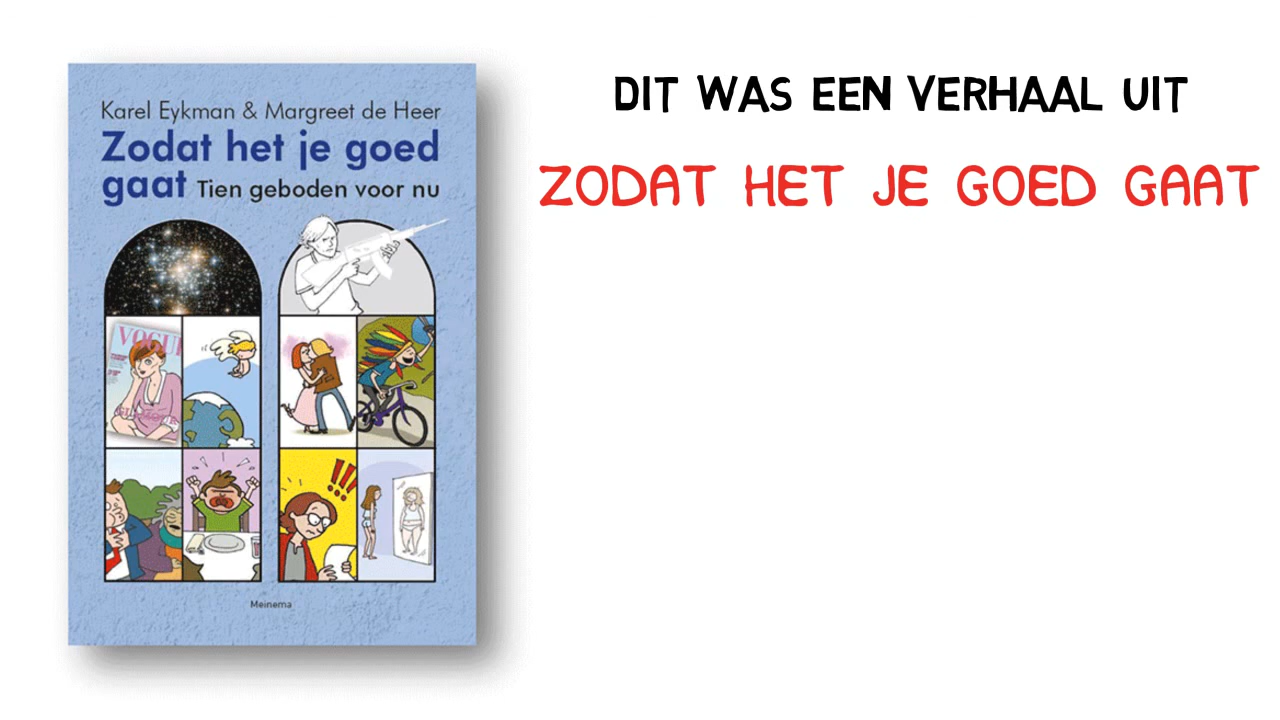 Karel Eykman & Margreet de Heer
Zodat het je goed
gaat Tien geboden voor nu
VOGU
!!!
Meinema
DIT WAS EEN VERHAAL UIT
ZODAT HET JE GOED GAAT